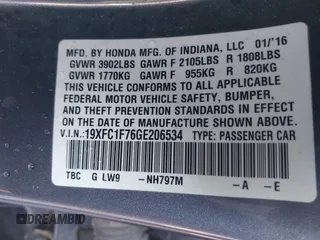 MFD. BY HONDA MFG. OF INDIANA, LLC 01/'16
GVWR 3902LBS GAWR F 2105LBS R 1808LBS
GVWR 1770KG GAWR F 955KG R 820KG
THIS VEHICLE CONFORMS TO ALL APPLICABLE
FEDERAL MOTOR VEHICLE SAFETY, BUMPER,
AND THEFT PREVENTION STANDARDS IN EFFECT
ON THE DATE OF MANUFACTURE SHOWN ABOVE.
V.I.N.:19XFC1F76GE206534 TYPE:PASSENGER CAR
TBC G LW9 -NH797M -A -E
DREAMBID